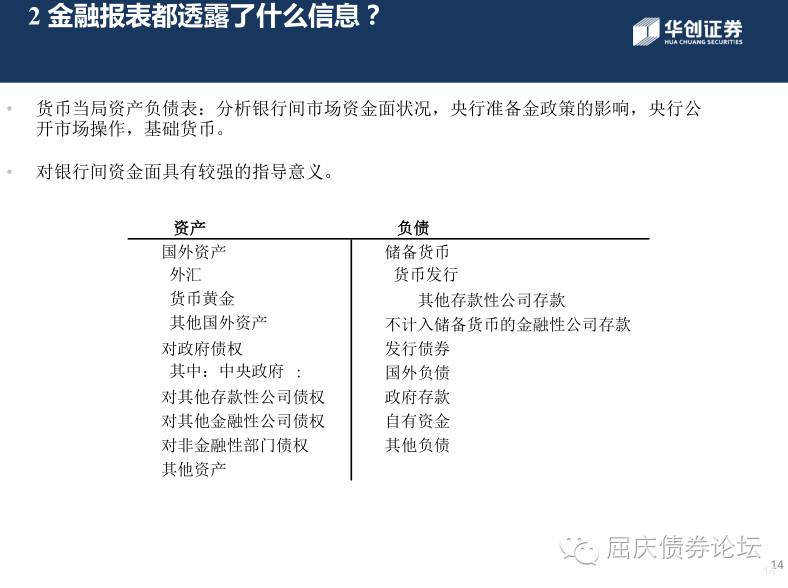 2 金融报表都透露了什么信息？
华创证券
HUA CHUANG SECURITIES
• 货币当局资产负债表：分析银行间市场资金面状况，央行准备金政策的影响，央行公
开市场操作，基础货币。
• 对银行间资金面具有较强的指导意义。
资产 负债
国外资产 储备货币
外汇 货币发行
货币黄金 其他存款性公司存款
其他国外资产 不计入储备货币的金融性公司存款
对政府债权 发行债券
其中：中央政府 : 国外负债
对其他存款性公司债权 政府存款
对其他金融性公司债权 自有资金
对非金融性部门债权 其他负债
其他资产
屈庆债券论坛
14
14